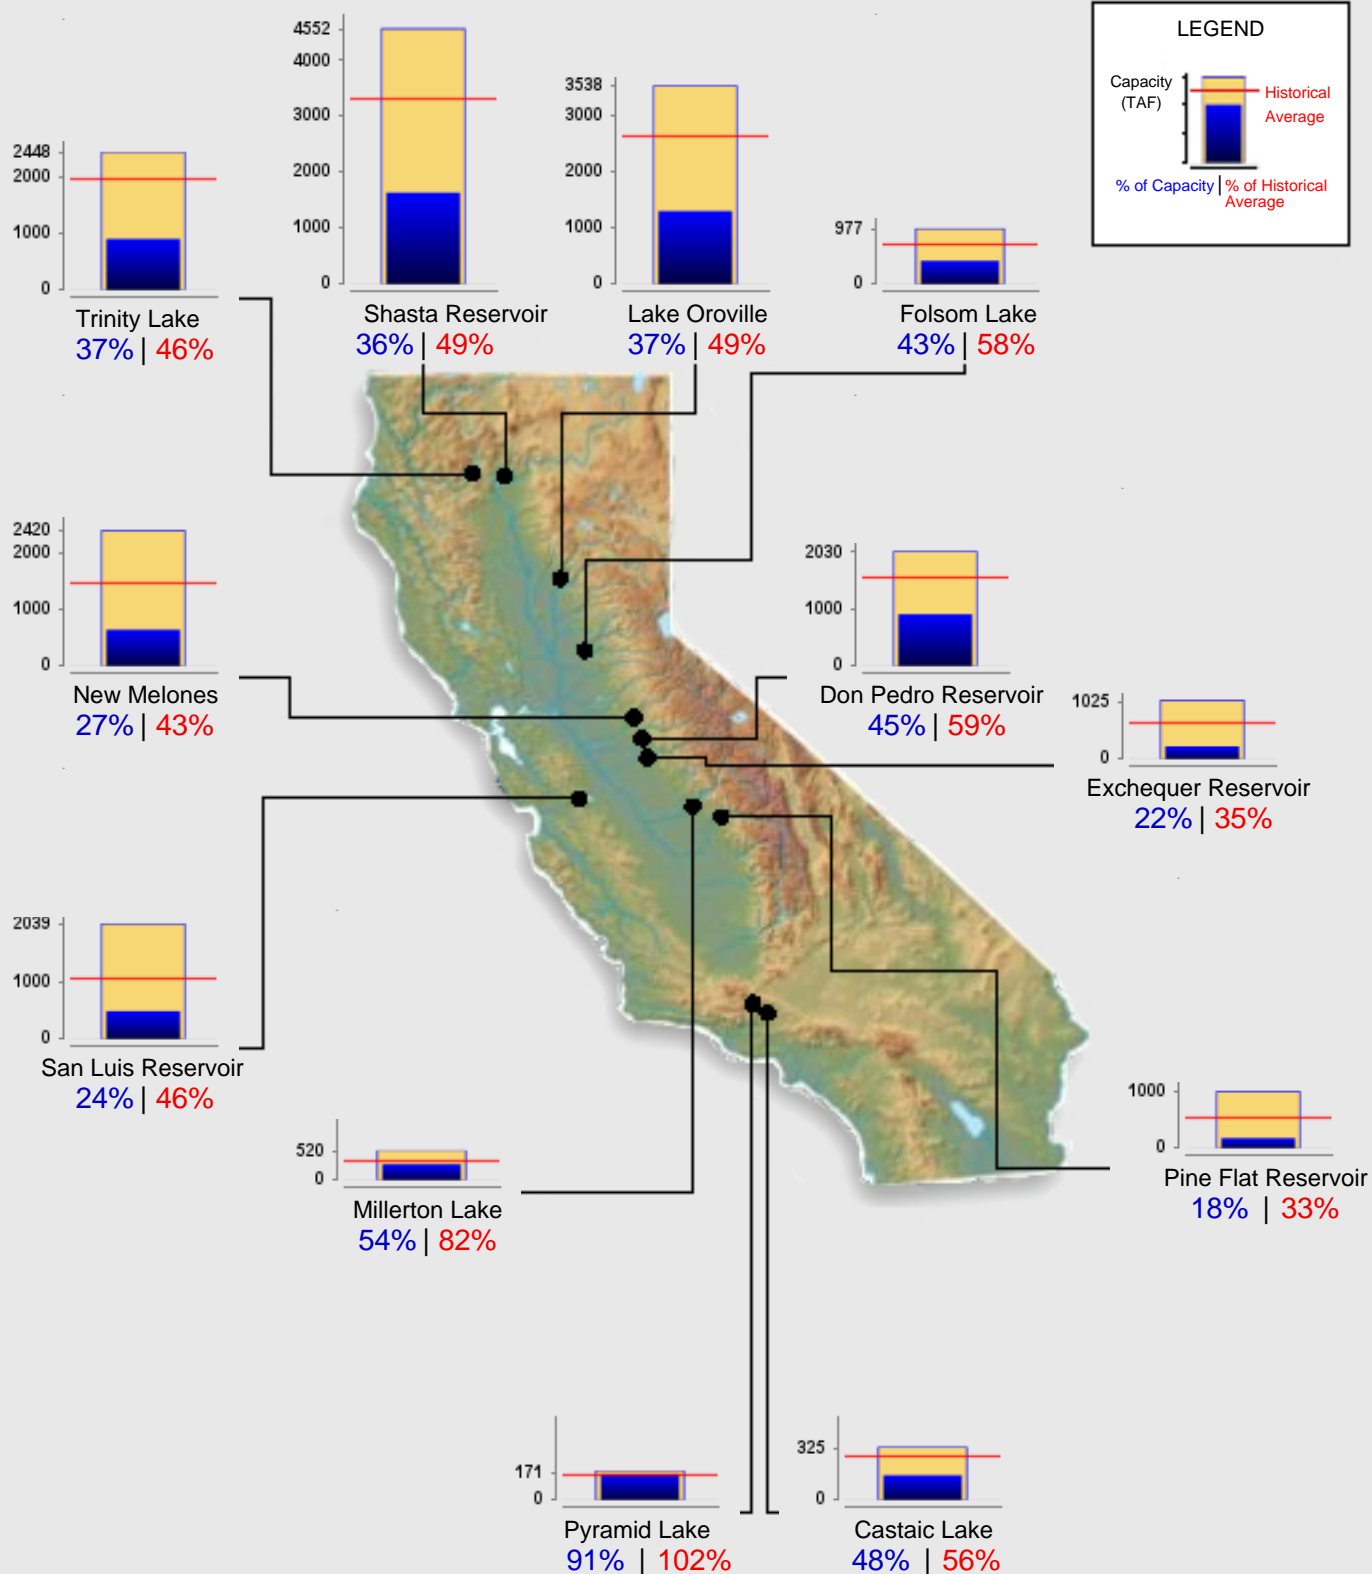 LEGEND
Capacity
(TAF)
Historical
Average
% of Capacity | % of Historical
Average
4552
4000
3000
2000
1000
0
Shasta Reservoir
36% | 49%
3538
3000
2000
1000
0
Lake Oroville
37% | 49%
2448
2000
1000
0
Trinity Lake
37% | 46%
977
0
Folsom Lake
43% | 58%
2420
2000
1000
0
New Melones
27% | 43%
2030
1000
0
Don Pedro Reservoir
45% | 59%
1025
0
Exchequer Reservoir
22% | 35%
2039
1000
0
San Luis Reservoir
24% | 46%
1000
0
Pine Flat Reservoir
18% | 33%
520
0
Millerton Lake
54% | 82%
171
0
Pyramid Lake
91% | 102%
325
0
Castaic Lake
48% | 56%